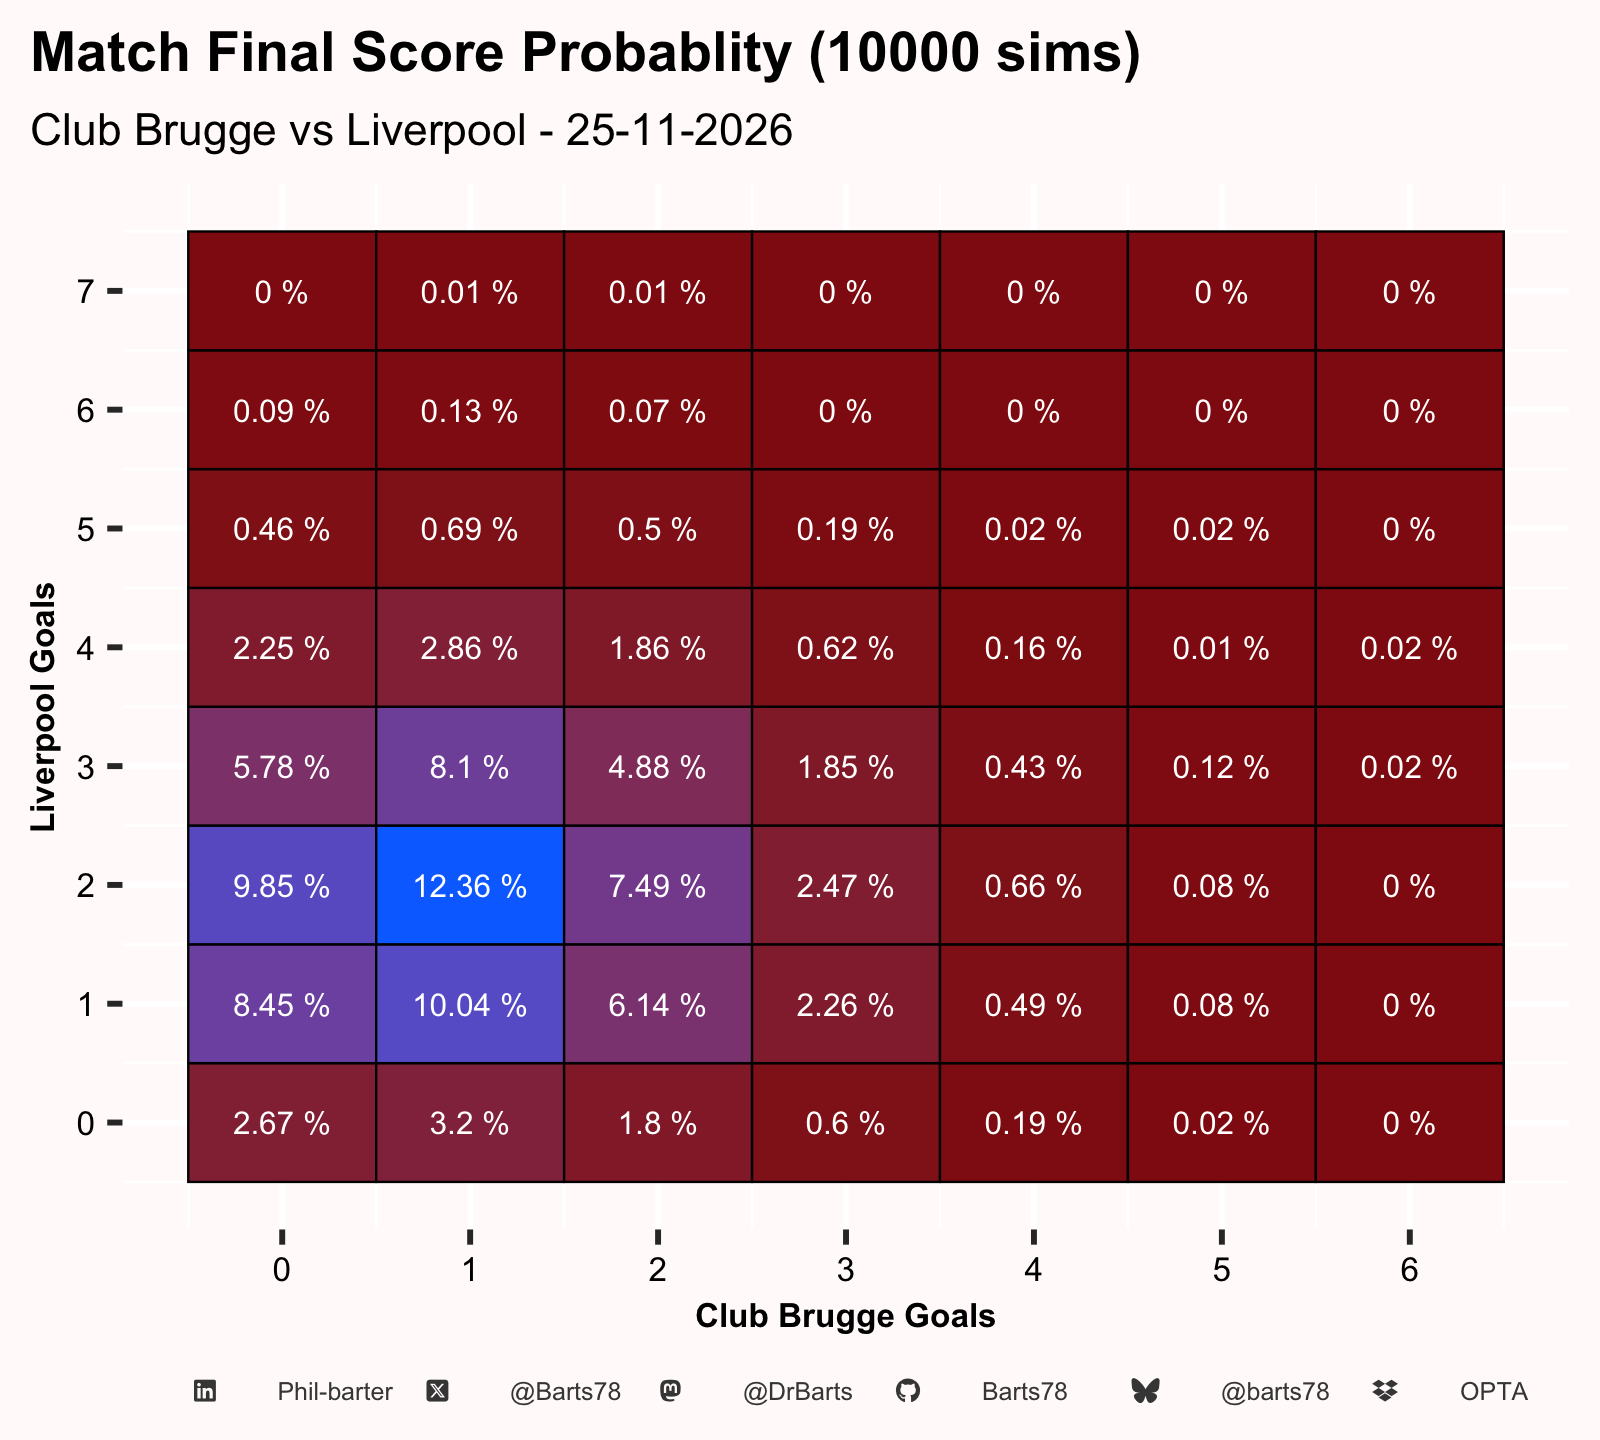 Match Final Score Probablity (10000 sims)
Club Brugge vs Liverpool - 25-11-2026
Liverpool Goals
7 0 % 0.01 % 0.01 % 0 % 0 % 0 % 0 %
6 0.09 % 0.13 % 0.07 % 0 % 0 % 0 % 0 %
5 0.46 % 0.69 % 0.5 % 0.19 % 0.02 % 0.02 % 0 %
4 2.25 % 2.86 % 1.86 % 0.62 % 0.16 % 0.01 % 0.02 %
3 5.78 % 8.1 % 4.88 % 1.85 % 0.43 % 0.12 % 0.02 %
2 9.85 % 12.36 % 7.49 % 2.47 % 0.66 % 0.08 % 0 %
1 8.45 % 10.04 % 6.14 % 2.26 % 0.49 % 0.08 % 0 %
0 2.67 % 3.2 % 1.8 % 0.6 % 0.19 % 0.02 % 0 %
0 1 2 3 4 5 6
Club Brugge Goals
Phil-barter @Barts78 @DrBarts Barts78 @barts78 OPTA